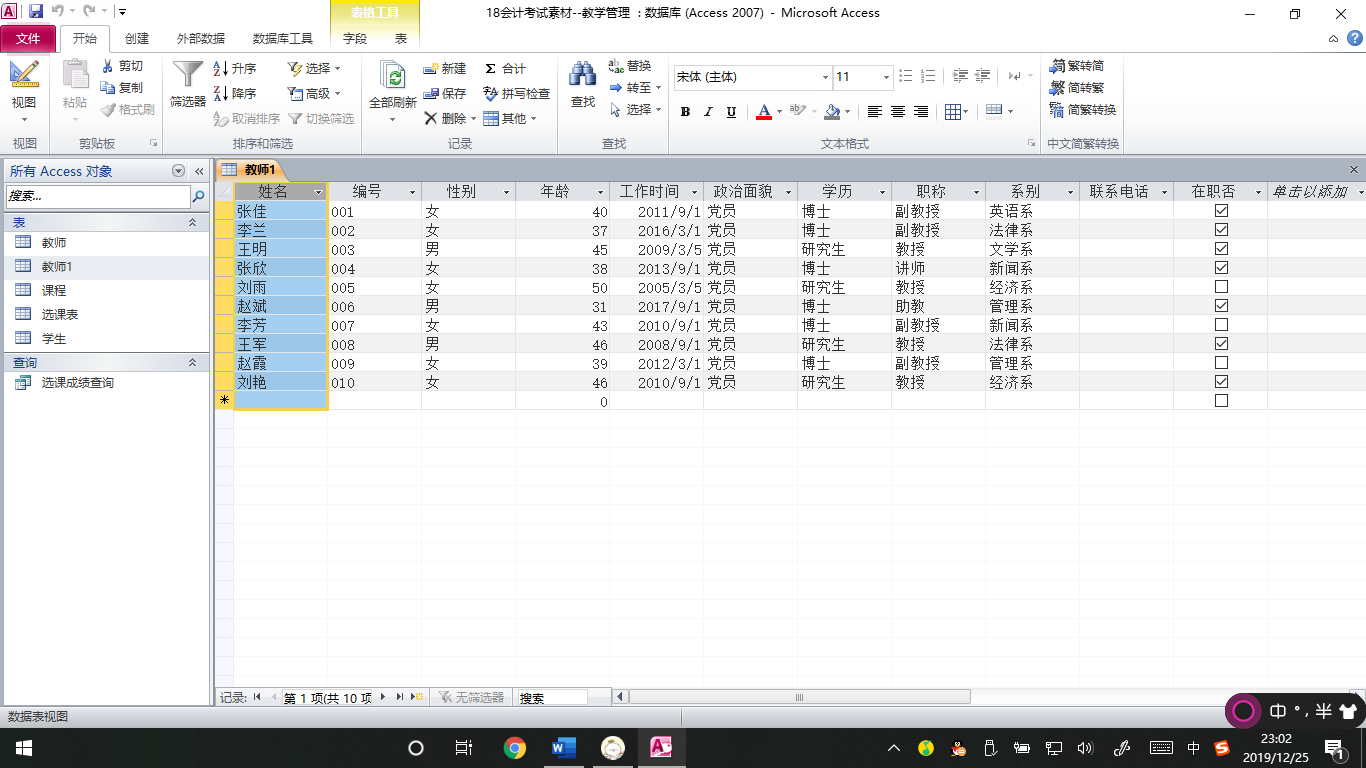 18会计考试素材--教学管理 : 数据库 (Access 2007) - Microsoft Access
表格工具
文件 开始 创建 外部数据 数据库工具 字段 表
视图 粘贴 剪切 复制 格式刷
筛选器 升序 降序 取消排序 选择 高级 切换筛选
全部刷新 新建 保存 删除 合计 拼写检查 其他
查找 替换 转至 选择
宋体 (主体) 11
B I U A ab
繁转简
简转繁
简繁转换
视图 剪贴板 排序和筛选 记录 查找 文本格式 中文简繁转换
所有 Access 对象
搜索...
表
教师
教师1
课程
选课表
学生
查询
选课成绩查询
教师1
姓名 编号 性别 年龄 工作时间 政治面貌 学历 职称 系别 联系电话 在职否 单击以添加
张佳 001 女 40 2011/9/1 党员 博士 副教授 英语系
李兰 002 女 37 2016/3/1 党员 博士 副教授 法律系
王明 003 男 45 2009/3/5 党员 研究生 教授 文学系
张欣 004 女 38 2013/9/1 党员 博士 讲师 新闻系
刘雨 005 女 50 2005/3/5 党员 研究生 教授 经济系
赵斌 006 男 31 2017/9/1 党员 博士 助教 管理系
李芳 007 女 43 2010/9/1 党员 博士 副教授 新闻系
王军 008 男 46 2008/9/1 党员 研究生 教授 法律系
赵霞 009 女 39 2012/3/1 党员 博士 副教授 管理系
刘艳 010 女 46 2010/9/1 党员 研究生 教授 经济系
* 0
记录: 第 1 项(共 10 项 无筛选器 搜索
数据表视图
中 °, 半
中
23:02
2019/12/25
1